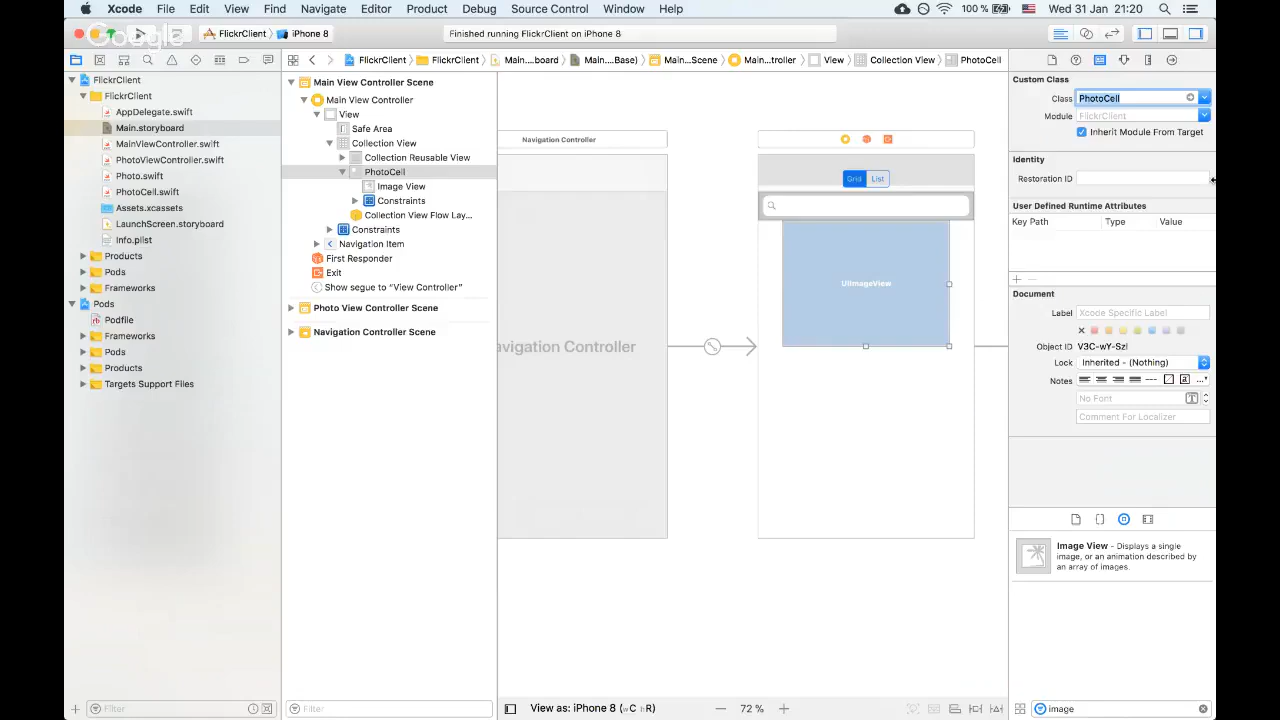 Xcode File Edit View Find Navigate Editor Product Debug Source Control Window Help 100 % Wed 31 Jan 21:20
Google
FlickrClient iPhone 8 Finished running FlickrClient on iPhone 8
FlickrClient FlickrClient Main....board Main....Base) Main...Scene Main...troller View Collection View PhotoCell
FlickrClient
FlickrClient
AppDelegate.swift
Main.storyboard
MainViewController.swift
PhotoViewController.swift
Photo.swift
PhotoCell.swift
Assets.xcassets
LaunchScreen.storyboard
Info.plist
Products
Pods
Frameworks
Pods
Podfile
Frameworks
Pods
Products
Targets Support Files
Filter
Main View Controller Scene
Main View Controller
View
Safe Area
Collection View
Collection Reusable View
PhotoCell
Image View
Constraints
Collection View Flow Lay...
Constraints
Navigation Item
First Responder
Exit
Show segue to “View Controller”
Photo View Controller Scene
Navigation Controller Scene
Filter
Navigation Controller
avigation Controller
Grid List
UIImageView
View as: iPhone 8 (wC hR)
72 %
Custom Class
Class PhotoCell
Module FlickrClient
Inherit Module From Target
Identity
Restoration ID
User Defined Runtime Attributes
Key Path Type Value
Document
Label Xcode Specific Label
Object ID V3C-wY-Szl
Lock Inherited - (Nothing)
Notes
No Font
Comment For Localizer
Image View - Displays a single
image, or an animation described
by an array of images.
image